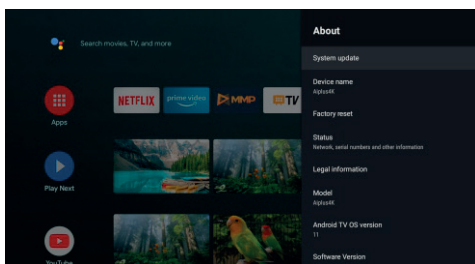 Search movies, TV, and more
Apps
NETFLIX
prime video
MMP
TV
Play Next
YouTube
About
System update
Device name
Aiplus4K
Factory reset
Status
Network, serial numbers and other information
Legal information
Model
Aiplus4K
Android TV OS version
11
Software Version